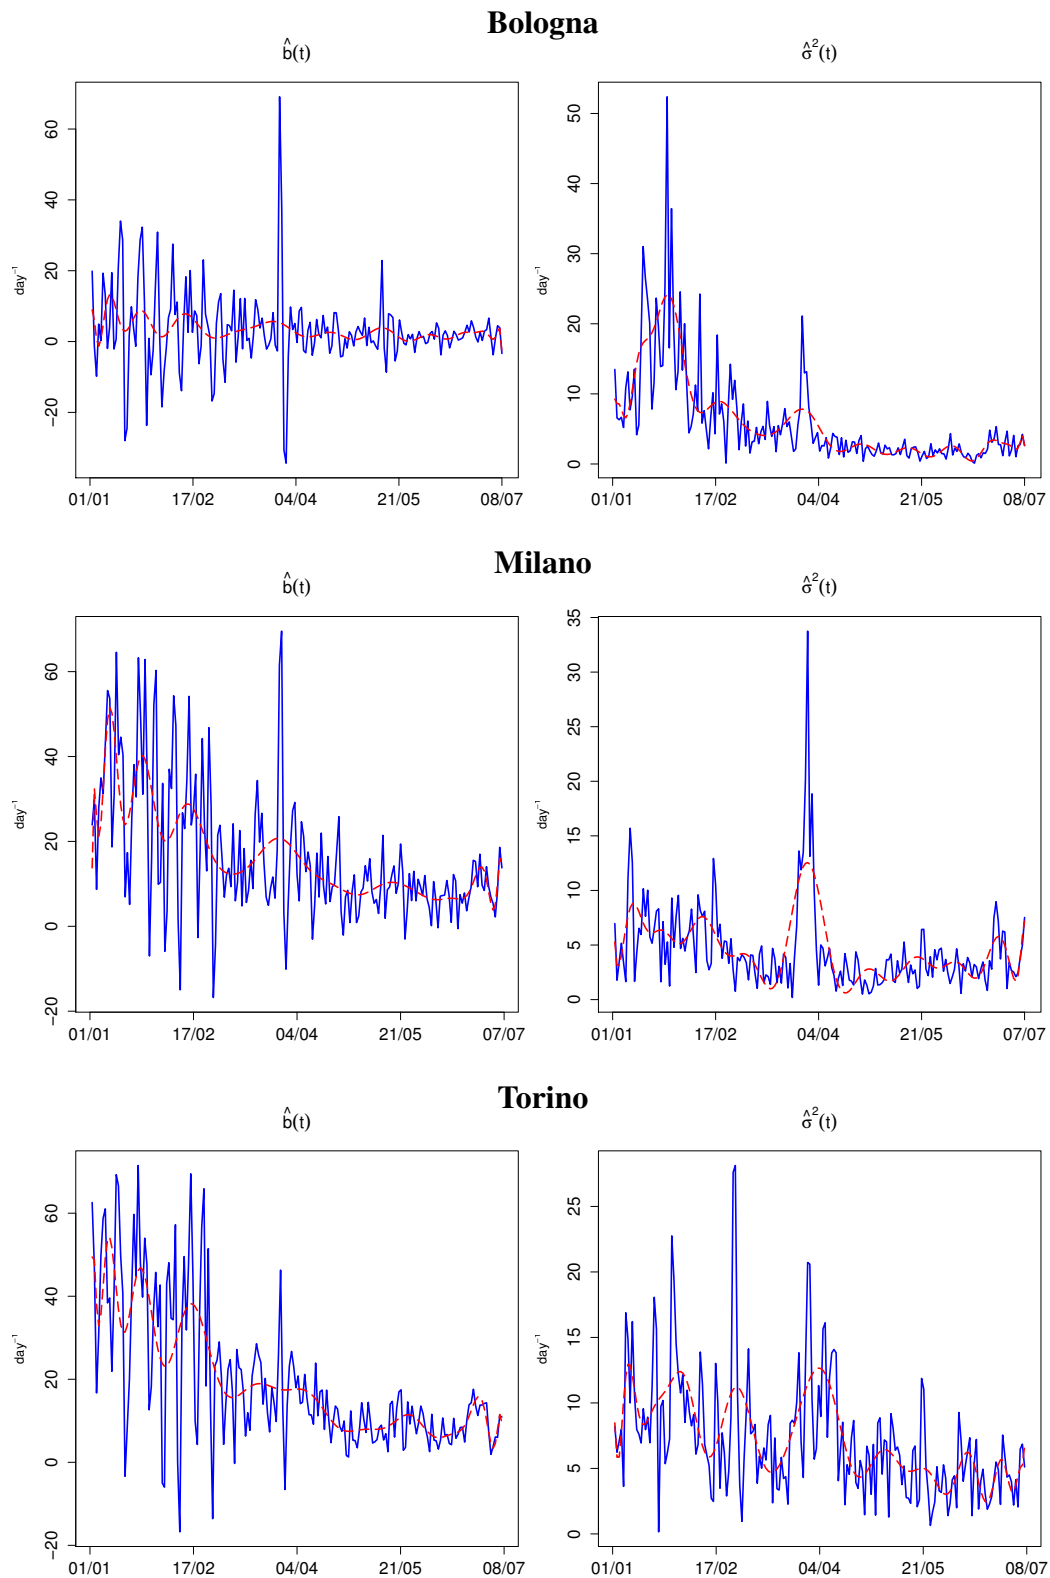 Bologna
b̂(t)
σ̂²(t)
day⁻¹
−20 0 20 40 60
01/01 17/02 04/04 21/05 08/07
day⁻¹
0 10 20 30 40 50
01/01 17/02 04/04 21/05 08/07
Milano
b̂(t)
σ̂²(t)
day⁻¹
−20 0 20 40 60
01/01 17/02 04/04 21/05 07/07
day⁻¹
0 5 10 15 20 25 30 35
01/01 17/02 04/04 21/05 07/07
Torino
b̂(t)
σ̂²(t)
day⁻¹
−20 0 20 40 60
01/01 17/02 04/04 21/05 08/07
day⁻¹
0 5 10 15 20 25
01/01 17/02 04/04 21/05 08/07